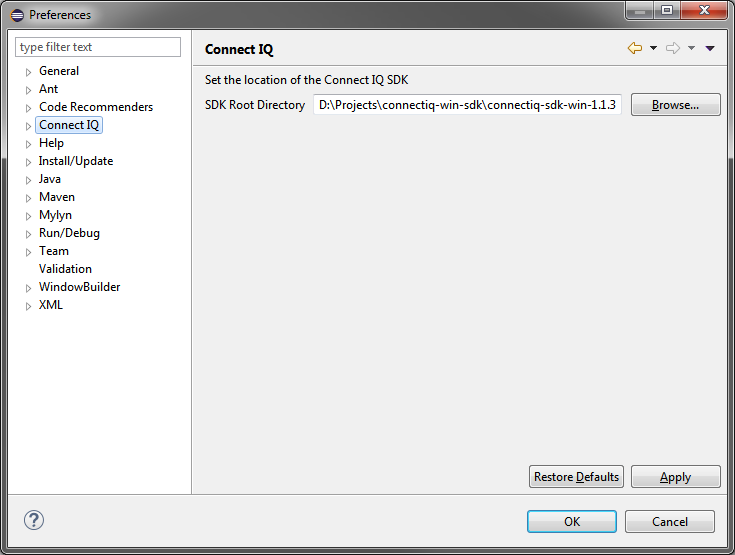 Preferences
type filter text
General
Ant
Code Recommenders
Connect IQ
Help
Install/Update
Java
Maven
Mylyn
Run/Debug
Team
Validation
WindowBuilder
XML
Connect IQ
Set the location of the Connect IQ SDK
SDK Root Directory D:\Projects\connectiq-win-sdk\connectiq-sdk-win-1.1.3 Browse...
Restore Defaults Apply
? OK Cancel